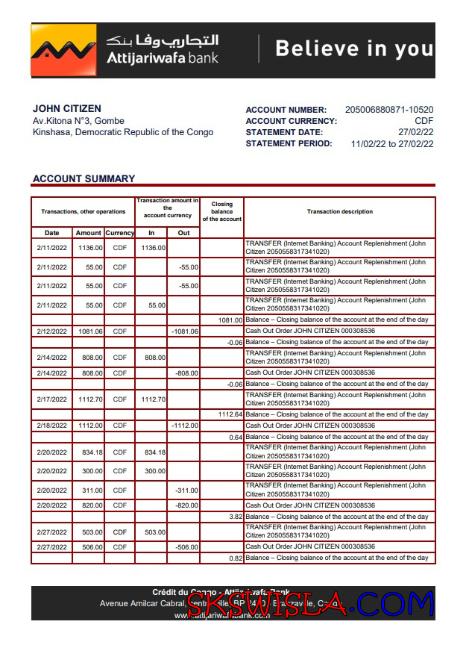 التجاري وفا بنك
Attijariwafa bank
Believe in you
JOHN CITIZEN
Av.Kitona N°3, Gombe
Kinshasa, Democratic Republic of the Congo
ACCOUNT NUMBER: 205006880871-10520
ACCOUNT CURRENCY: CDF
STATEMENT DATE: 27/02/22
STATEMENT PERIOD: 11/02/22 to 27/02/22
ACCOUNT SUMMARY
Transactions, other operations
Transaction amount in
the
account currency
Closing
balance
of the account
Transaction description
Date Amount Currency In Out
2/11/2022 1136.00 CDF 1136.00 TRANSFER (Internet Banking) Account Replenishment (John
Citizen 2050558317341020)
2/11/2022 55.00 CDF -55.00 TRANSFER (Internet Banking) Account Replenishment (John
Citizen 2050558317341020)
2/11/2022 55.00 CDF -55.00 TRANSFER (Internet Banking) Account Replenishment (John
Citizen 2050558317341020)
2/11/2022 55.00 CDF 55.00 TRANSFER (Internet Banking) Account Replenishment (John
Citizen 2050558317341020)
1081.00 Balance – Closing balance of the account at the end of the day
2/12/2022 1081.06 CDF -1081.06 Cash Out Order JOHN CITIZEN 000308536
-0.06 Balance – Closing balance of the account at the end of the day
2/14/2022 808.00 CDF 808.00 TRANSFER (Internet Banking) Account Replenishment (John
Citizen 2050558317341020)
2/14/2022 808.00 CDF -808.00 Cash Out Order JOHN CITIZEN 000308536
-0.06 Balance – Closing balance of the account at the end of the day
2/17/2022 1112.70 CDF 1112.70 TRANSFER (Internet Banking) Account Replenishment (John
Citizen 2050558317341020)
1112.64 Balance – Closing balance of the account at the end of the day
2/18/2022 1112.00 CDF -1112.00 Cash Out Order JOHN CITIZEN 000308536
0.64 Balance – Closing balance of the account at the end of the day
2/20/2022 834.18 CDF 834.18 TRANSFER (Internet Banking) Account Replenishment (John
Citizen 2050558317341020)
2/20/2022 300.00 CDF 300.00 TRANSFER (Internet Banking) Account Replenishment (John
Citizen 2050558317341020)
2/20/2022 311.00 CDF -311.00 TRANSFER (Internet Banking) Account Replenishment (John
Citizen 2050558317341020)
2/20/2022 820.00 CDF -820.00 Cash Out Order JOHN CITIZEN 000308536
3.82 Balance – Closing balance of the account at the end of the day
2/27/2022 503.00 CDF 503.00 TRANSFER (Internet Banking) Account Replenishment (John
Citizen 2050558317341020)
2/27/2022 506.00 CDF -506.00 Cash Out Order JOHN CITIZEN 000308536
0.82 Balance – Closing balance of the account at the end of the day
Crédit du Congo - Attijariwafa Bank
Avenue Amilcar Cabral,
SKSWISLA.COM